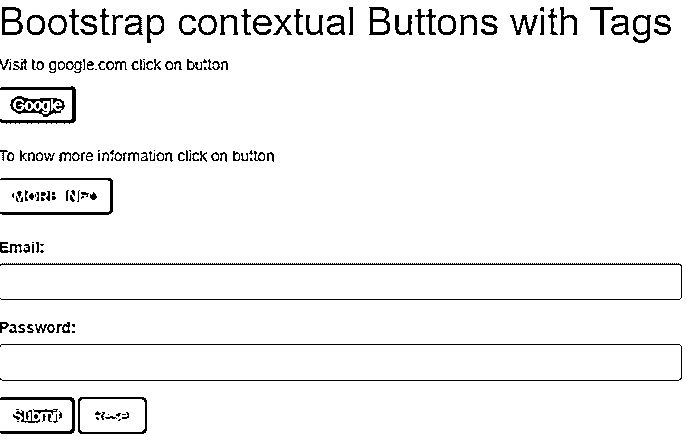 Bootstrap contextual Buttons with Tags
Visit to google.com click on button
Google
To know more information click on button
MORE INFO
Email:
Password:
Submit